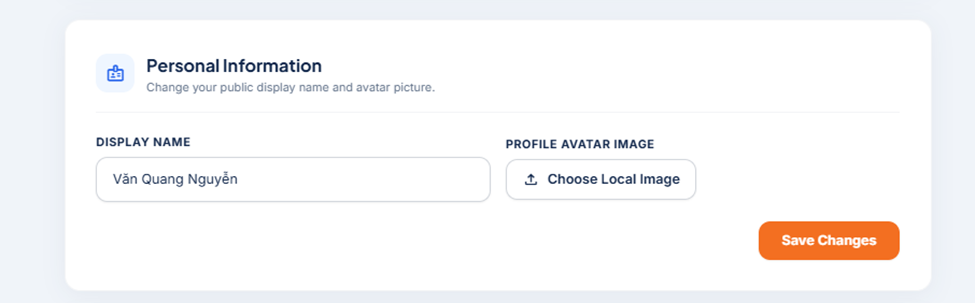 Personal Information
Change your public display name and avatar picture.
DISPLAY NAME
Văn Quang Nguyễn
PROFILE AVATAR IMAGE
Choose Local Image
Save Changes